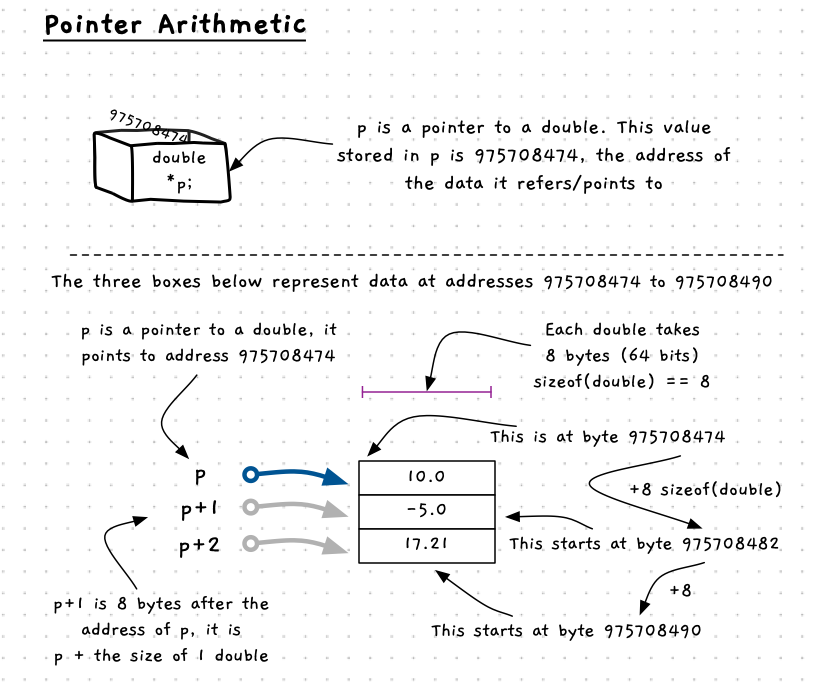 Pointer Arithmetic
975708474
double
*p;
p is a pointer to a double. This value
stored in p is 975708474, the address of
the data it refers/points to
The three boxes below represent data at addresses 975708474 to 975708490
p is a pointer to a double, it
points to address 975708474
Each double takes
8 bytes (64 bits)
sizeof(double) == 8
This is at byte 975708474
p
10.0
+8 sizeof(double)
p+1
-5.0
p+2
17.21
This starts at byte 975708482
+8
p+1 is 8 bytes after the
address of p, it is
p + the size of 1 double
This starts at byte 975708490